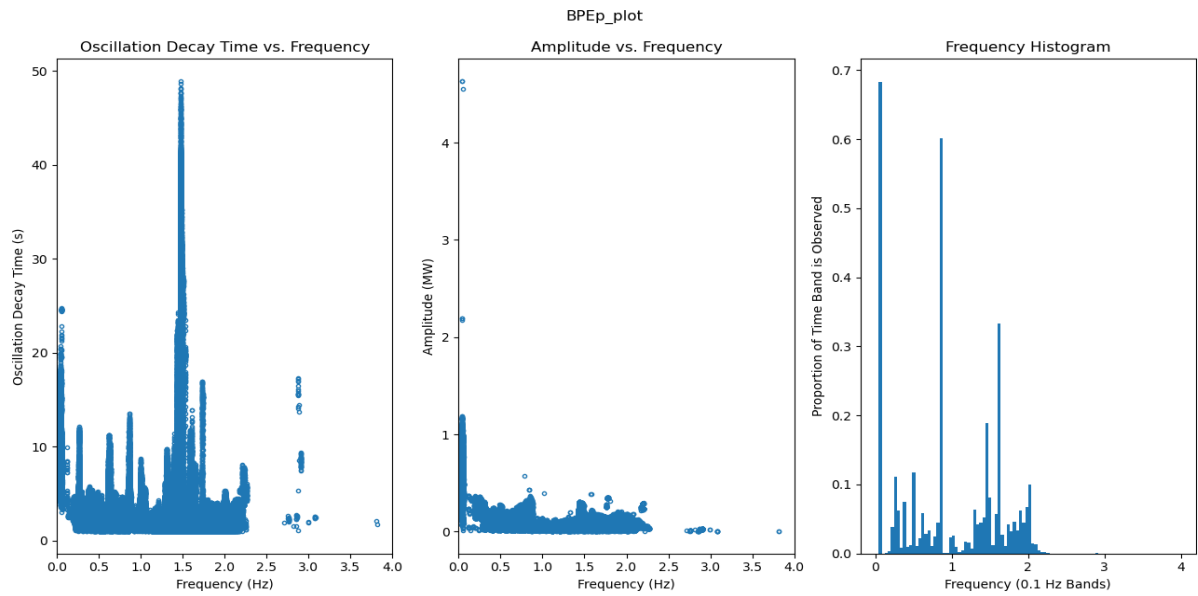 BPEp_plot
Oscillation Decay Time vs. Frequency
Oscillation Decay Time (s)
50
40
30
20
10
0
0.0 0.5 1.0 1.5 2.0 2.5 3.0 3.5 4.0
Frequency (Hz)
Amplitude vs. Frequency
Amplitude (MW)
4
3
2
1
0
0.0 0.5 1.0 1.5 2.0 2.5 3.0 3.5 4.0
Frequency (Hz)
Frequency Histogram
Proportion of Time Band is Observed
0.7
0.6
0.5
0.4
0.3
0.2
0.1
0.0
0 1 2 3 4
Frequency (0.1 Hz Bands)